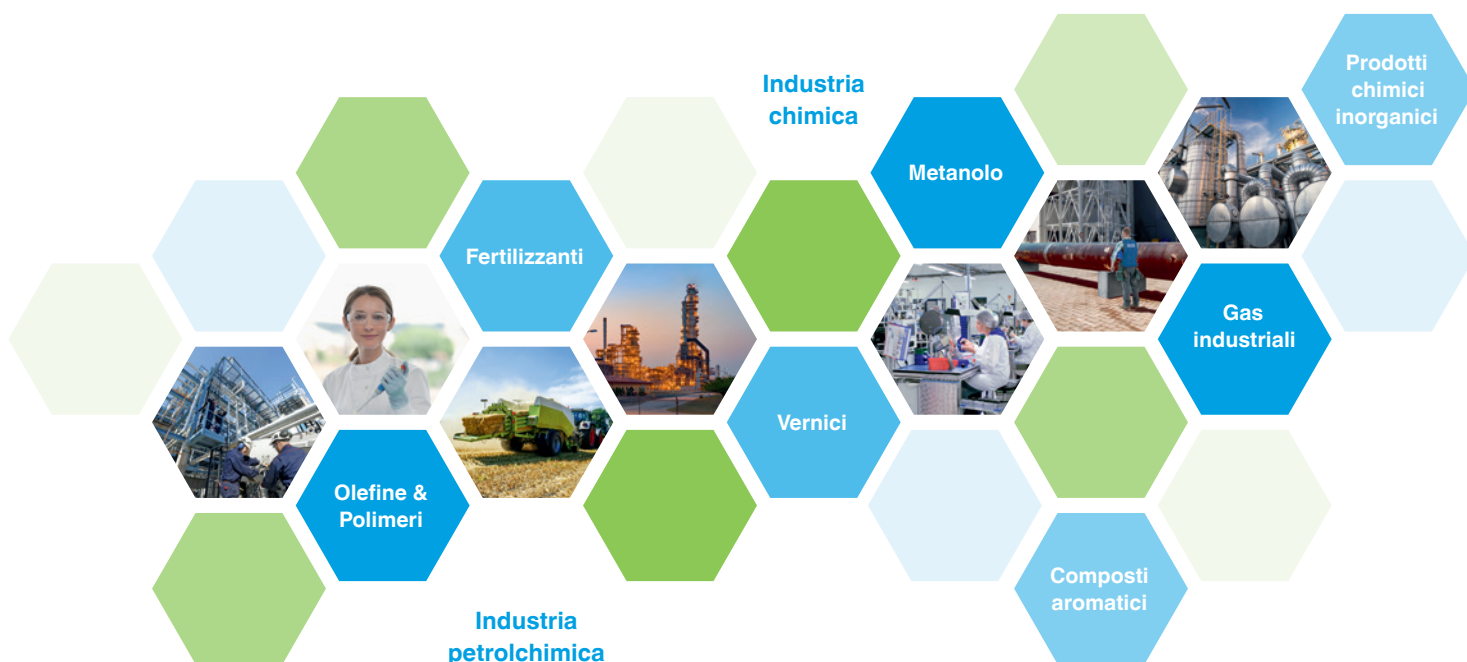 Prodotti
chimici
inorganici
Industria
chimica
Metanolo
Fertilizzanti
Gas
industriali
Vernici
Olefine &
Polimeri
Composti
aromatici
Industria
petrolchimica